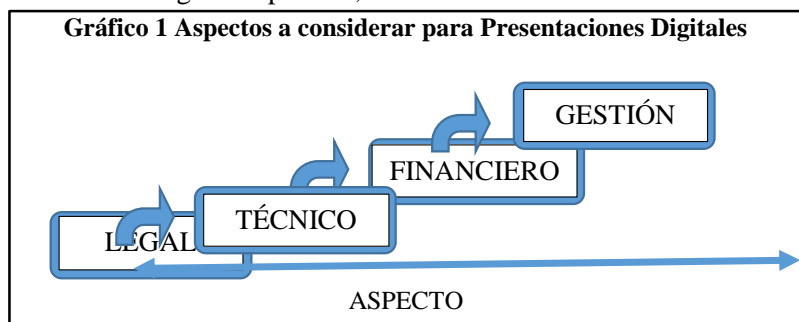 Gráfico 1 Aspectos a considerar para Presentaciones Digitales
GESTIÓN
FINANCIERO
TÉCNICO
LEGAL
ASPECTO